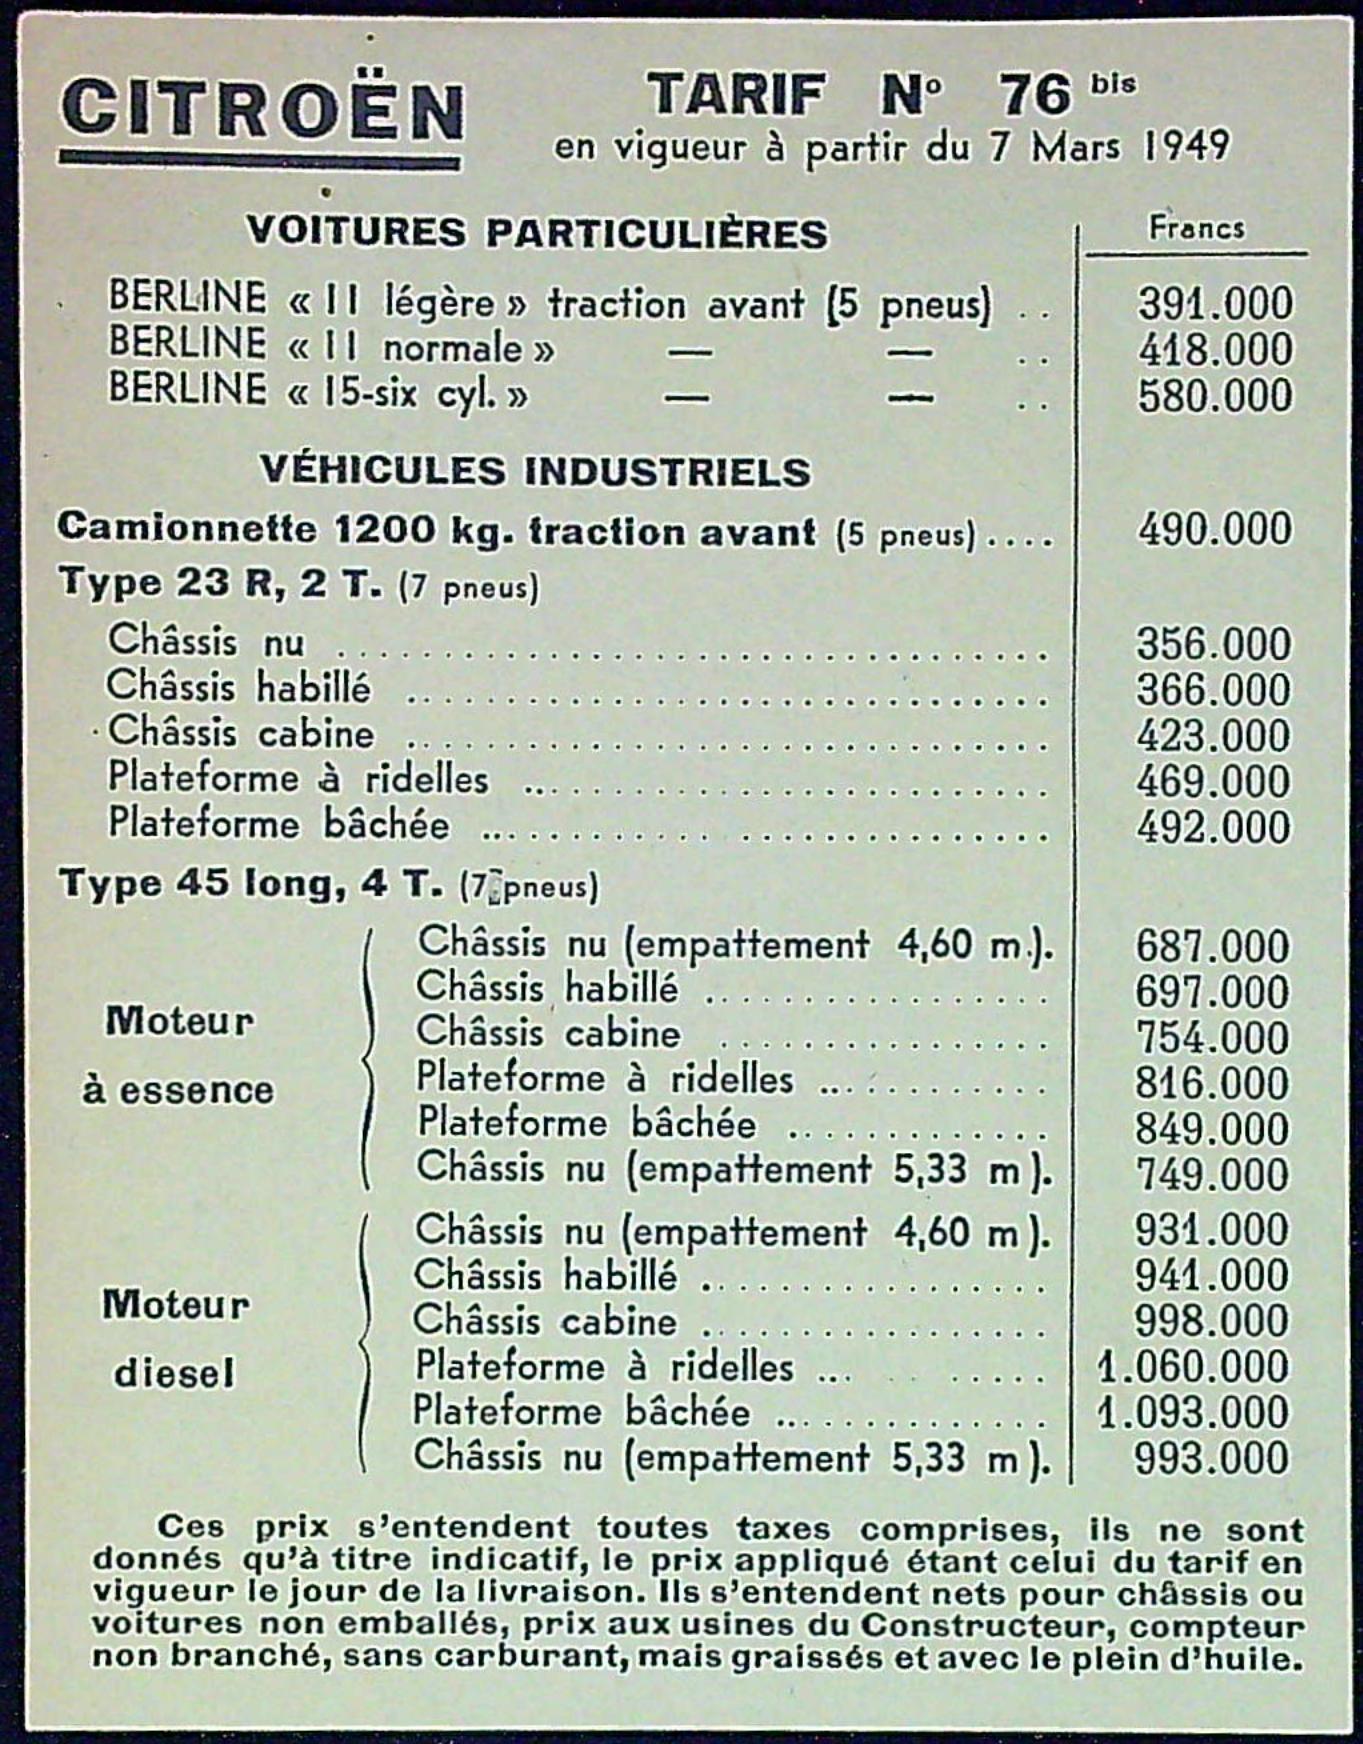 CITROËN
TARIF No 76 bis
en vigueur à partir du 7 Mars 1949
VOITURES PARTICULIÈRES
Francs
BERLINE « 11 légère » traction avant (5 pneus) .. 391.000
BERLINE « 11 normale » — — .. 418.000
BERLINE « 15-six cyl. » — — .. 580.000
VÉHICULES INDUSTRIELS
Camionnette 1200 kg. traction avant (5 pneus) .... 490.000
Type 23 R, 2 T. (7 pneus)
Châssis nu ................................. 356.000
Châssis habillé .............................. 366.000
Châssis cabine .............................. 423.000
Plateforme à ridelles ......................... 469.000
Plateforme bâchée .......................... 492.000
Type 45 long, 4 T. (7 pneus)
Moteur
à essence
Châssis nu (empattement 4,60 m.). 687.000
Châssis habillé ................ 697.000
Châssis cabine ................ 754.000
Plateforme à ridelles ............ 816.000
Plateforme bâchée ............. 849.000
Châssis nu (empattement 5,33 m). 749.000
Moteur
diesel
Châssis nu (empattement 4,60 m). 931.000
Châssis habillé ................. 941.000
Châssis cabine ................. 998.000
Plateforme à ridelles ... . ..... 1.060.000
Plateforme bâchée ............. 1.093.000
Châssis nu (empattement 5,33 m). 993.000
Ces prix s'entendent toutes taxes comprises, ils ne sont
donnés qu'à titre indicatif, le prix appliqué étant celui du tarif en
vigueur le jour de la livraison. Ils s'entendent nets pour châssis ou
voitures non emballés, prix aux usines du Constructeur, compteur
non branché, sans carburant, mais graissés et avec le plein d'huile.